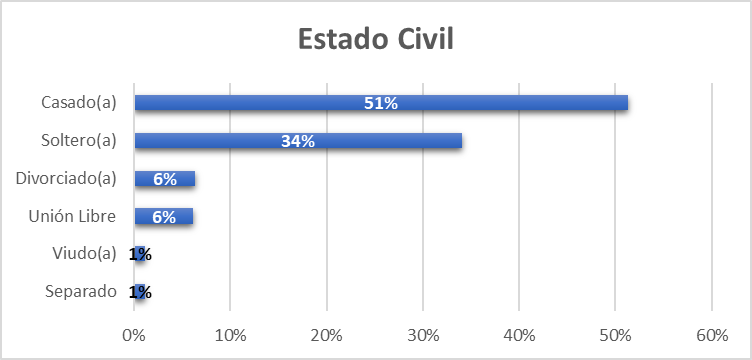 Estado Civil
Casado(a) 51%
Soltero(a) 34%
Divorciado(a) 6%
Unión Libre 6%
Viudo(a) 1%
Separado 1%
0% 10% 20% 30% 40% 50% 60%